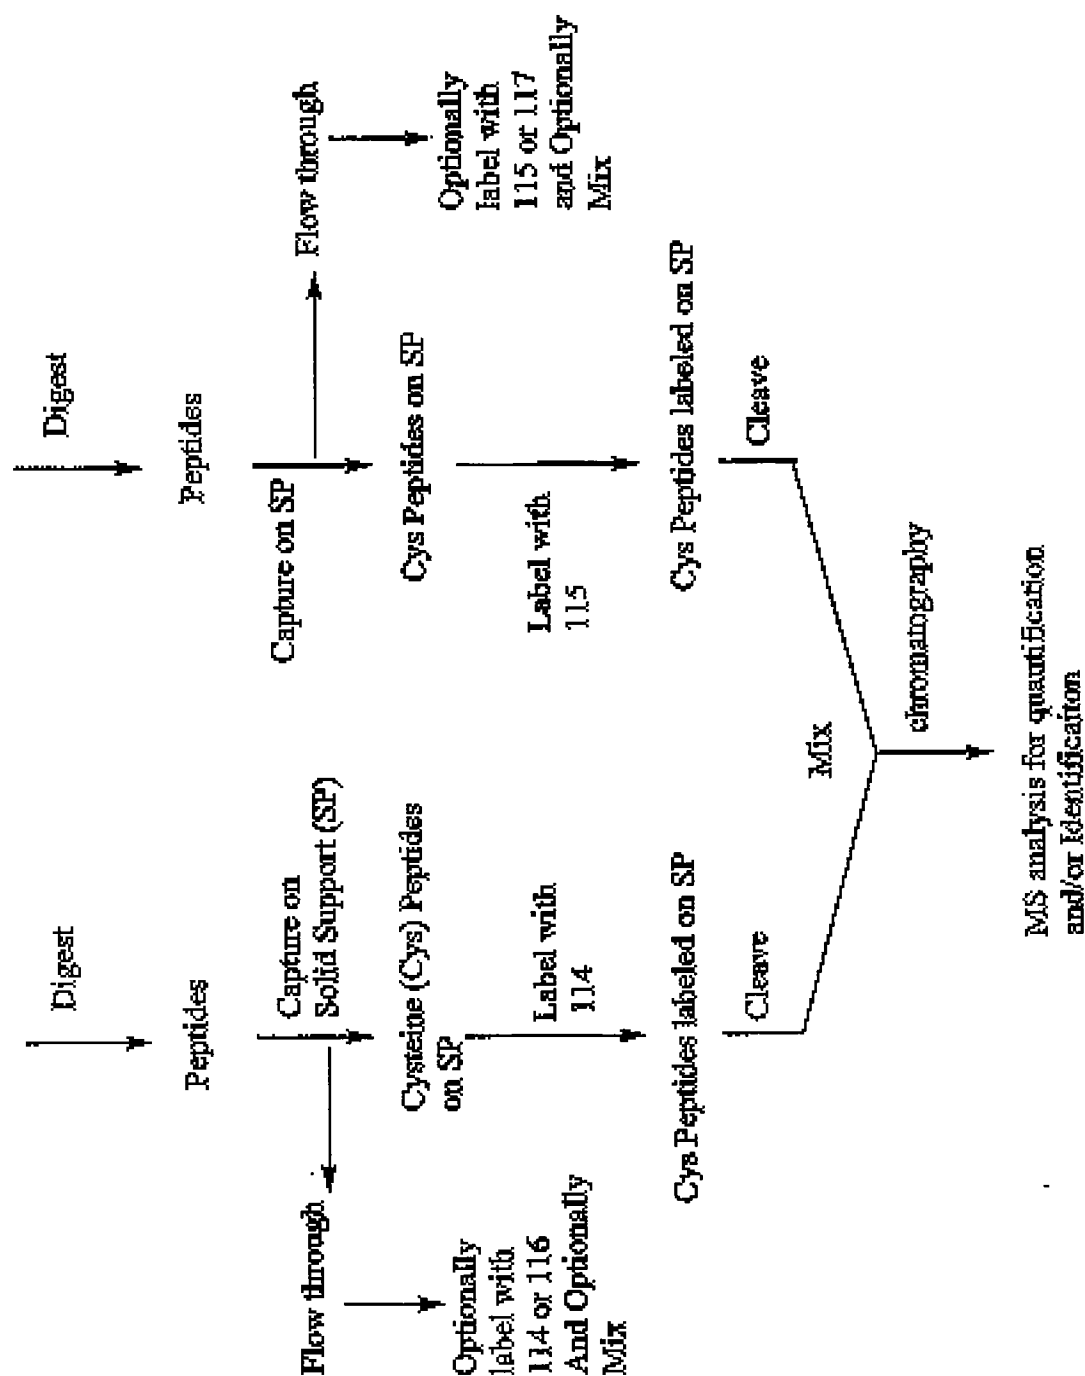 Digest
Digest
Peptides
Peptides
Capture on
Solid Support (SP)
Capture on SP
Flow through
Flow through
Cysteine (Cys) Peptides
on SP
Cys Peptides on SP
Optionally
label with
114 or 116
And Optionally
Mix
Optionally
label with
115 or 117
and Optionally
Mix
Label with
114
Label with
115
Cys Peptides labeled on SP
Cys Peptides labeled on SP
Cleave
Cleave
Mix
chromatography
MS analysis for quantification
and/or Identificaiton